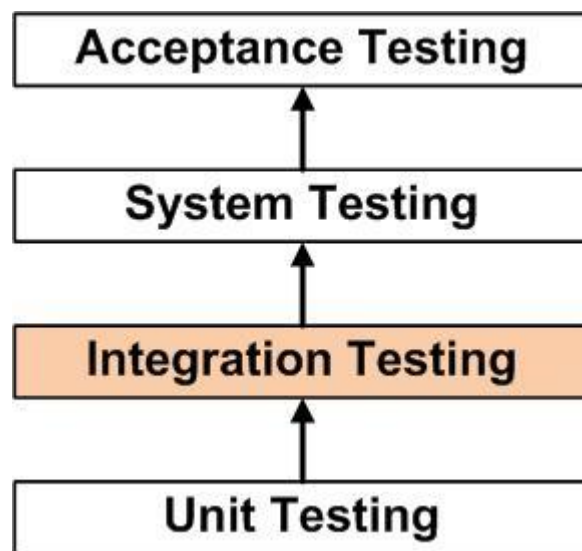 Acceptance Testing
System Testing
Integration Testing
Unit Testing